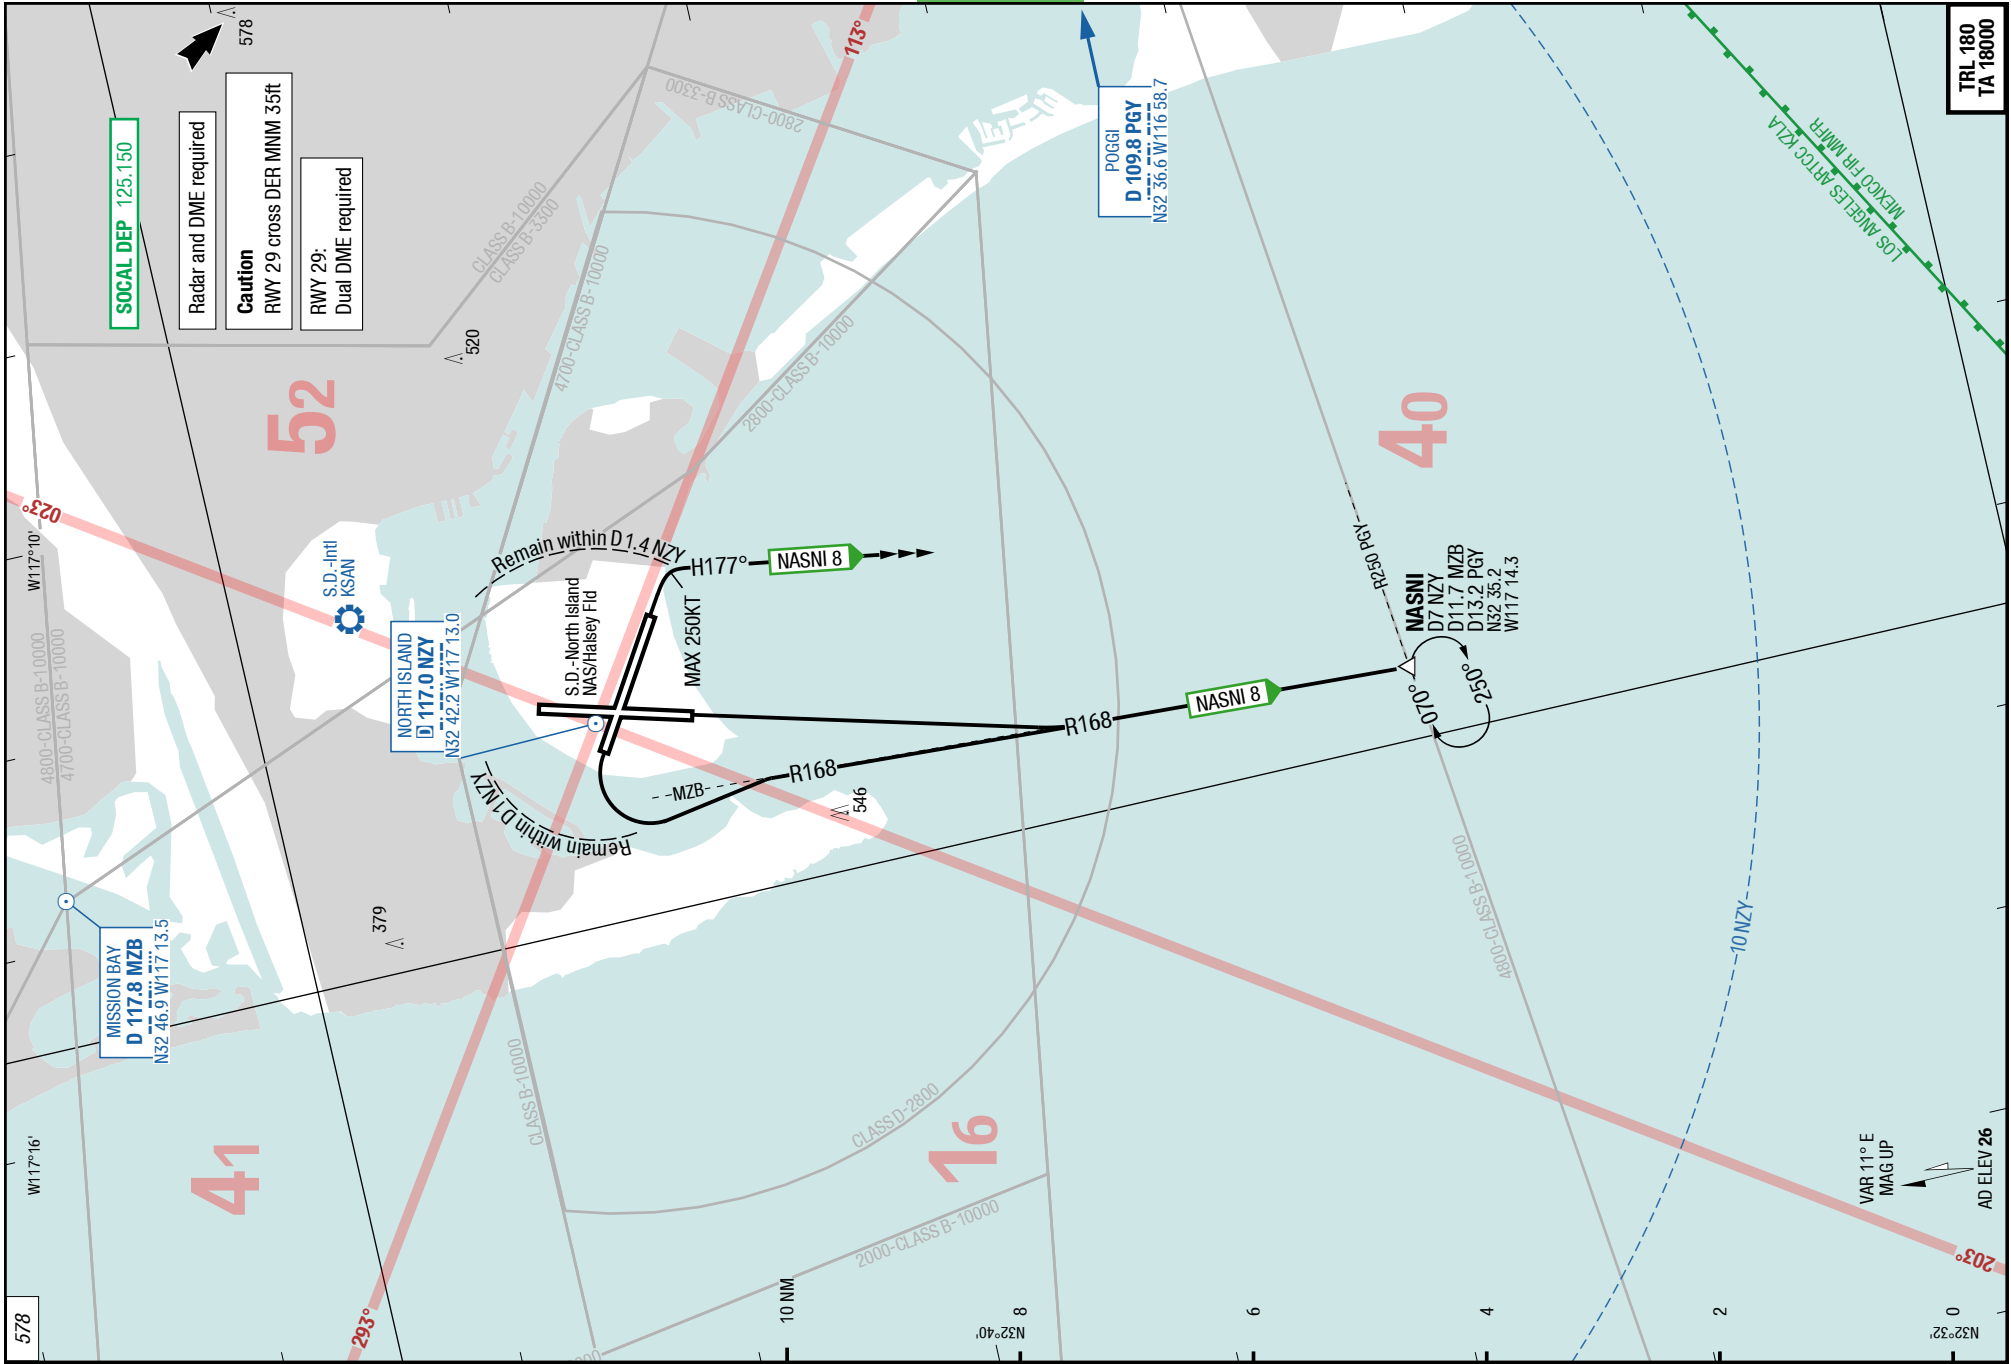 578
W117°16'
W117°10'
41
52
40
16
023°
293°
113°
203°
MISSION BAY
D 117.8 MZB
N32 46.9 W117 13.5
4800-CLASS B-10000
4700-CLASS B-10000
379
S.D.-Intl
KSAN
NORTH ISLAND
D 117.0 NZY
N32 42.2 W117 13.0
SOCAL DEP 125.150
Radar and DME required
Caution
RWY 29 cross DER MNM 35ft
RWY 29:
Dual DME required
578
520
CLASS B-10000
CLASS B-3300
4700-CLASS B-10000
2800-CLASS B-10000
2800-CLASS B-3300
Remain within D 1.4 NZY
Remain within D 1 NZY
S.D.-North Island
NAS/Halsey Fld
MAX 250KT
H177°
NASNI 8
MZB
R168
R168
NASNI 8
546
CLASS B-10000
CLASS D-2800
2000-CLASS B-10000
4800-CLASS B-10000
POGGI
D 109.8 PGY
N32 36.6 W116 58.7
R250 PGY
NASNI
D7 NZY
D11.7 MZB
D13.2 PGY
N32 35.2
W117 14.3
070°
250°
10 NZY
LOS ANGELES ARTCC KZLA
MEXICO FIR MMFR
TRL 180
TA 18000
10 NM
8
6
4
2
0
N32°40'
N32°32'
VAR 11° E
MAG UP
AD ELEV 26